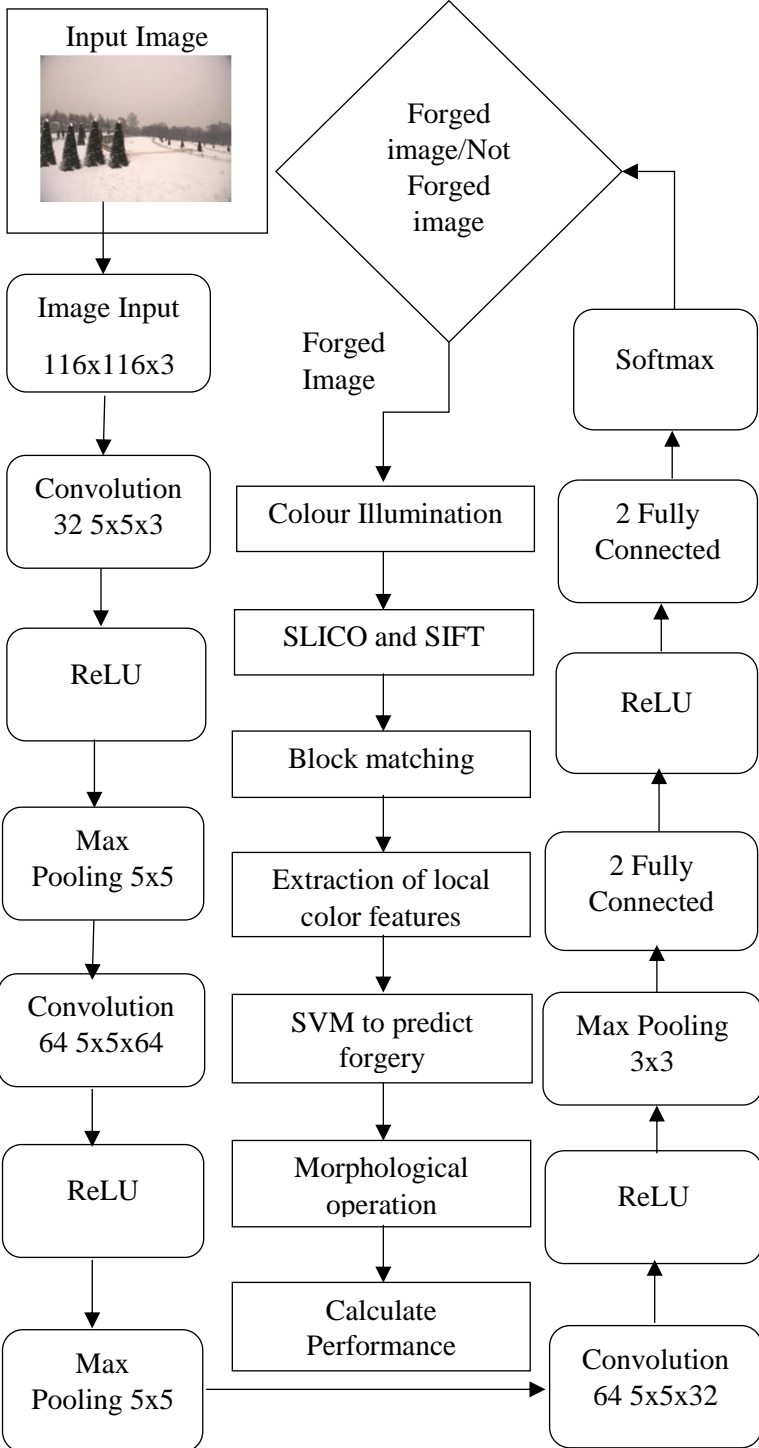 Input Image
Image Input
116x116x3
Convolution
32 5x5x3
ReLU
Max
Pooling 5x5
Convolution
64 5x5x64
ReLU
Max
Pooling 5x5
Convolution
64 5x5x32
ReLU
Max Pooling
3x3
2 Fully
Connected
ReLU
2 Fully
Connected
Softmax
Forged
image/Not
Forged
image
Forged
Image
Colour Illumination
SLICO and SIFT
Block matching
Extraction of local
color features
SVM to predict
forgery
Morphological
operation
Calculate
Performance